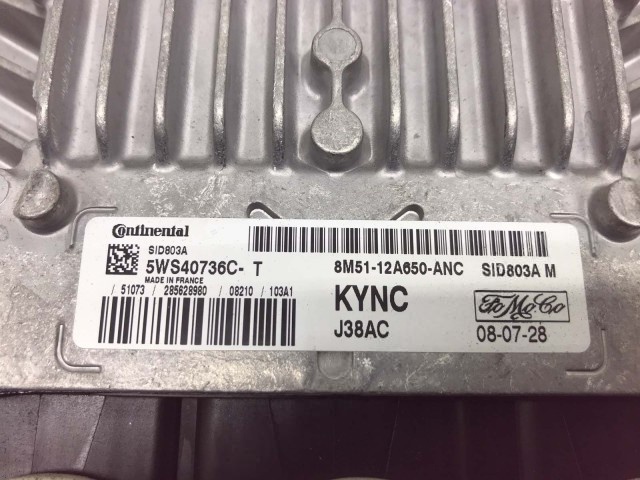 Continental
SID803A
5WS40736C- T
MADE IN FRANCE
/ 51073 / 285628980 / 08210 / 103A1
8M51-12A650-ANC SID803A M
KYNC
J38AC
FoMoCo
08-07-28